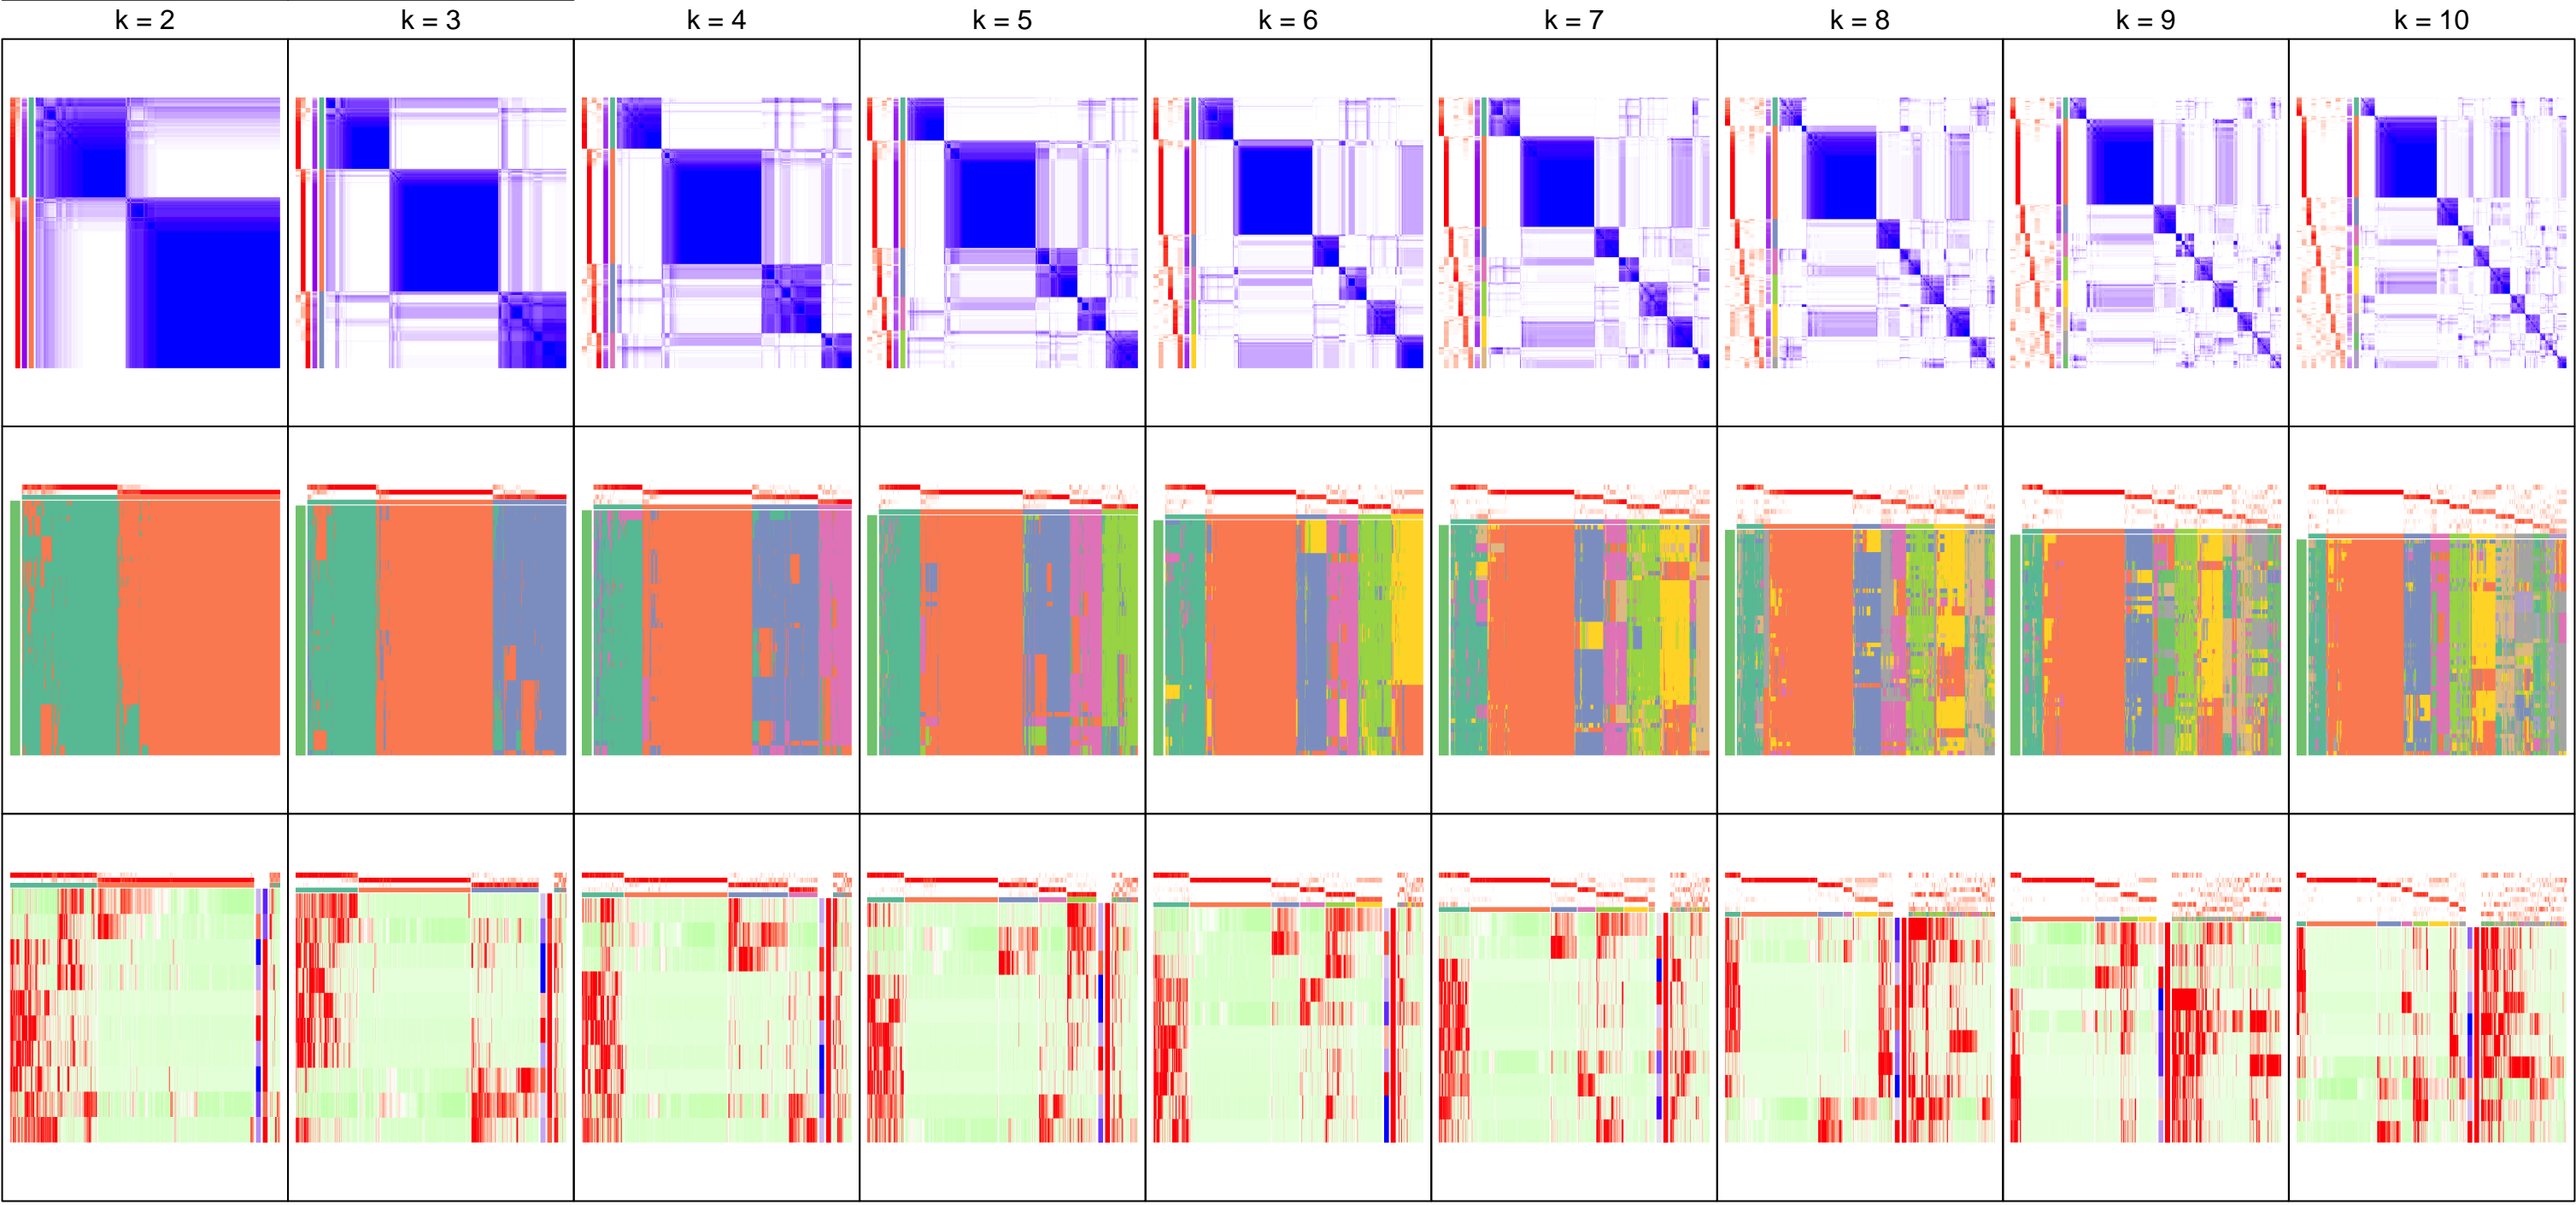 k = 2 k = 3 k = 4 k = 5 k = 6 k = 7 k = 8 k = 9 k = 10